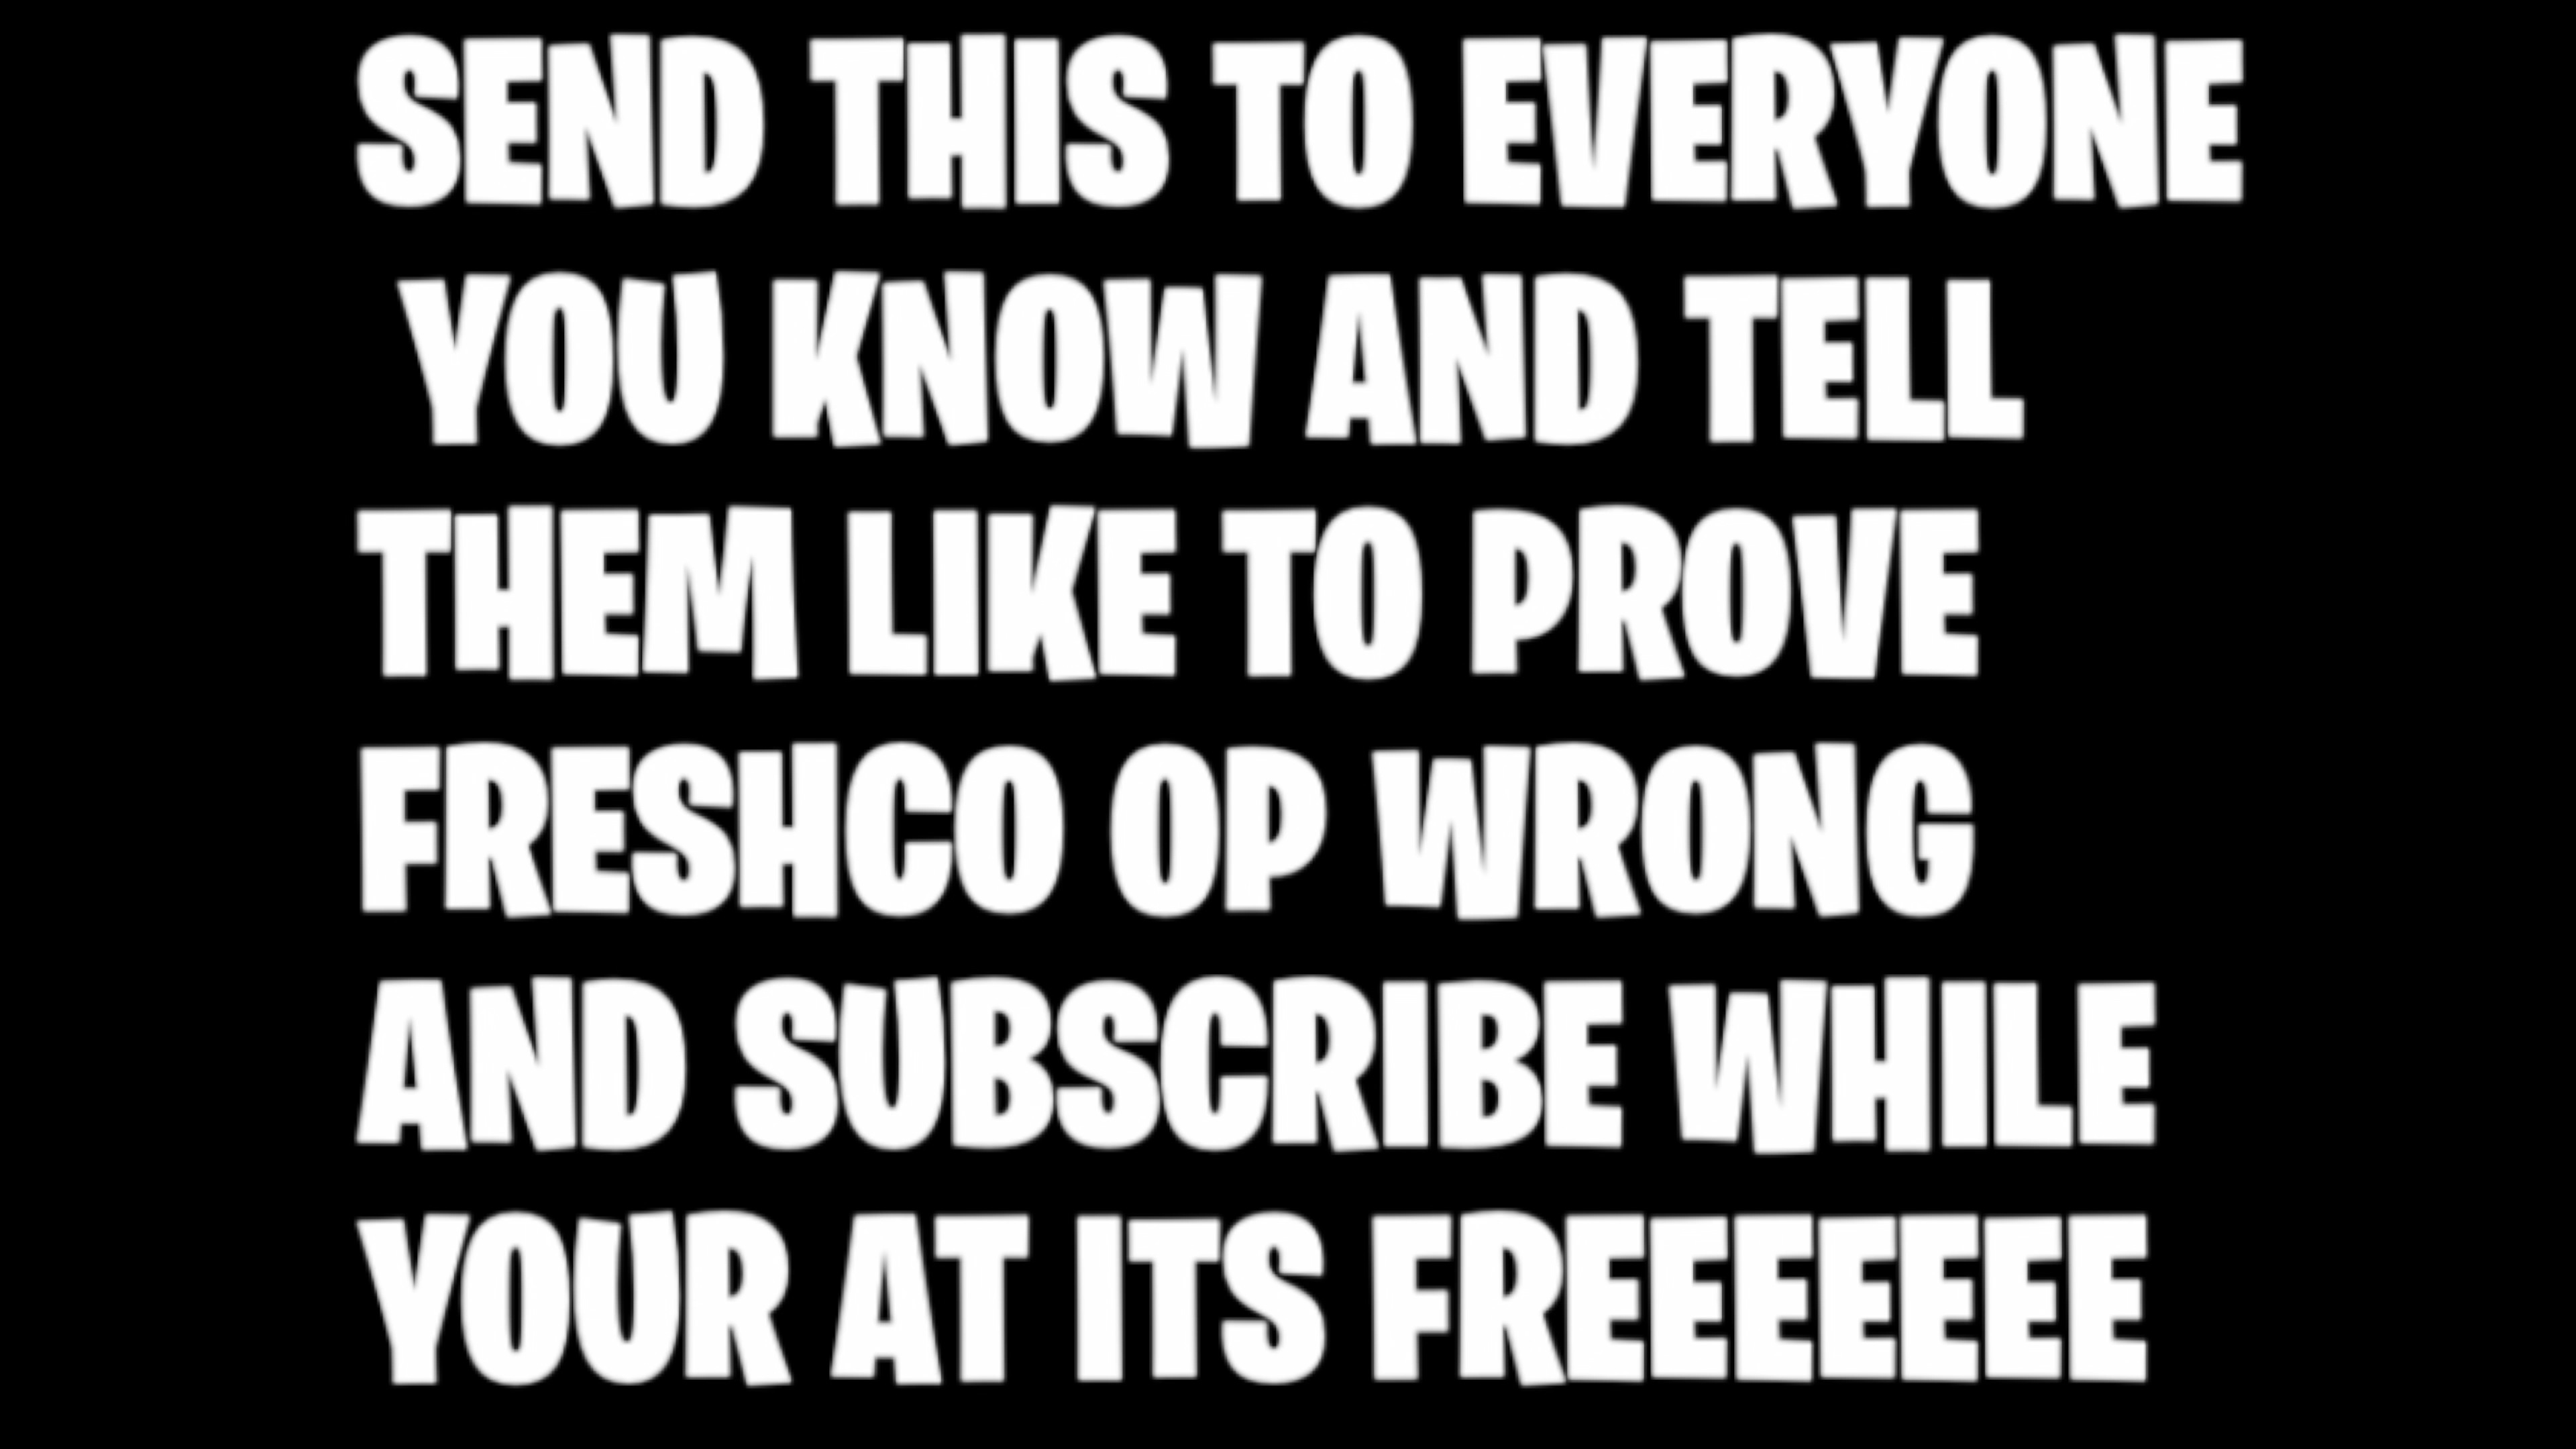 SEND THIS TO EVERYONE
YOU KNOW AND TELL
THEM LIKE TO PROVE
FRESHCO OP WRONG
AND SUBSCRIBE WHILE
YOUR AT ITS FREEEEEEE